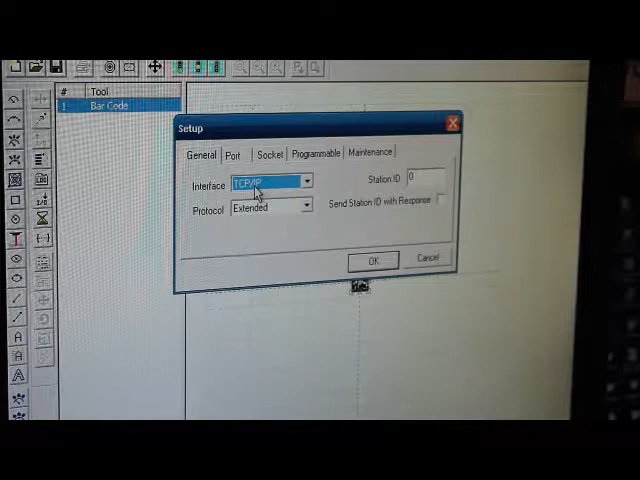 # Tool
1 Bar Code
Setup
General Port Socket Programmable Maintenance
Interface TCP/IP Station ID 0
Protocol Extended Send Station ID with Response
OK Cancel